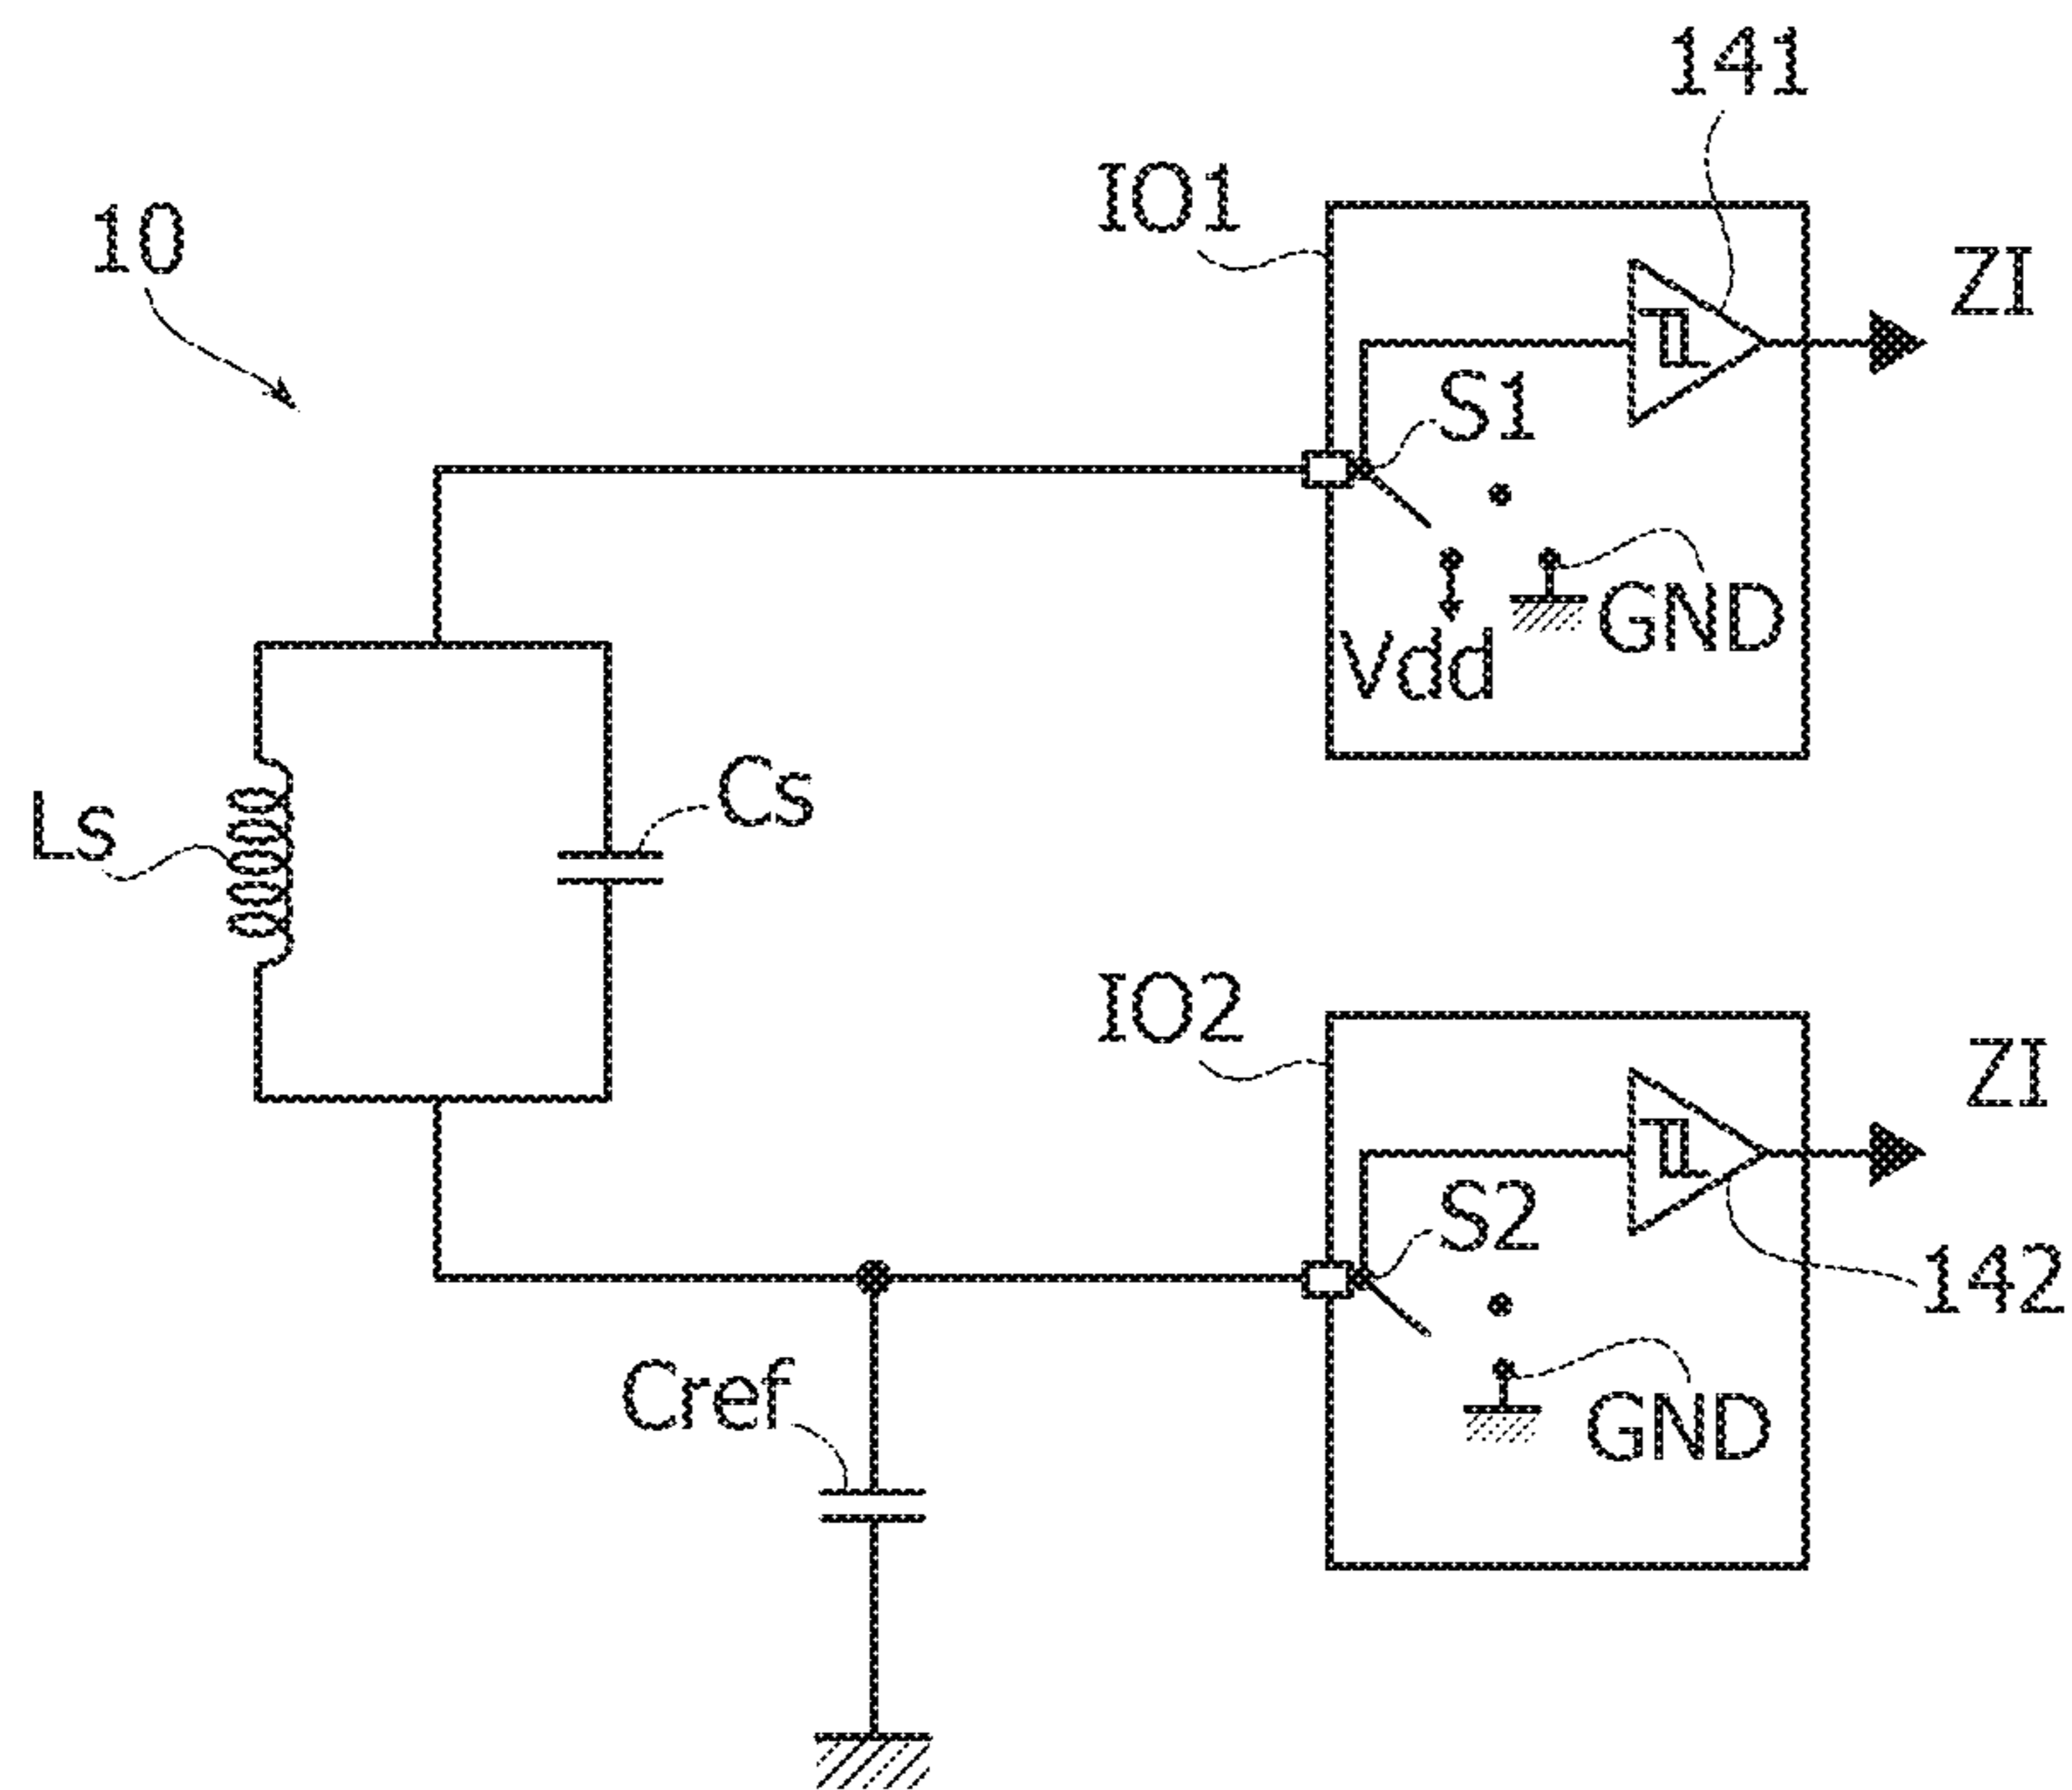 141
IO1
10
ZI
S1
GND
Vdd
Cs
Ls
IO2
ZI
S2
142
Cref
GND